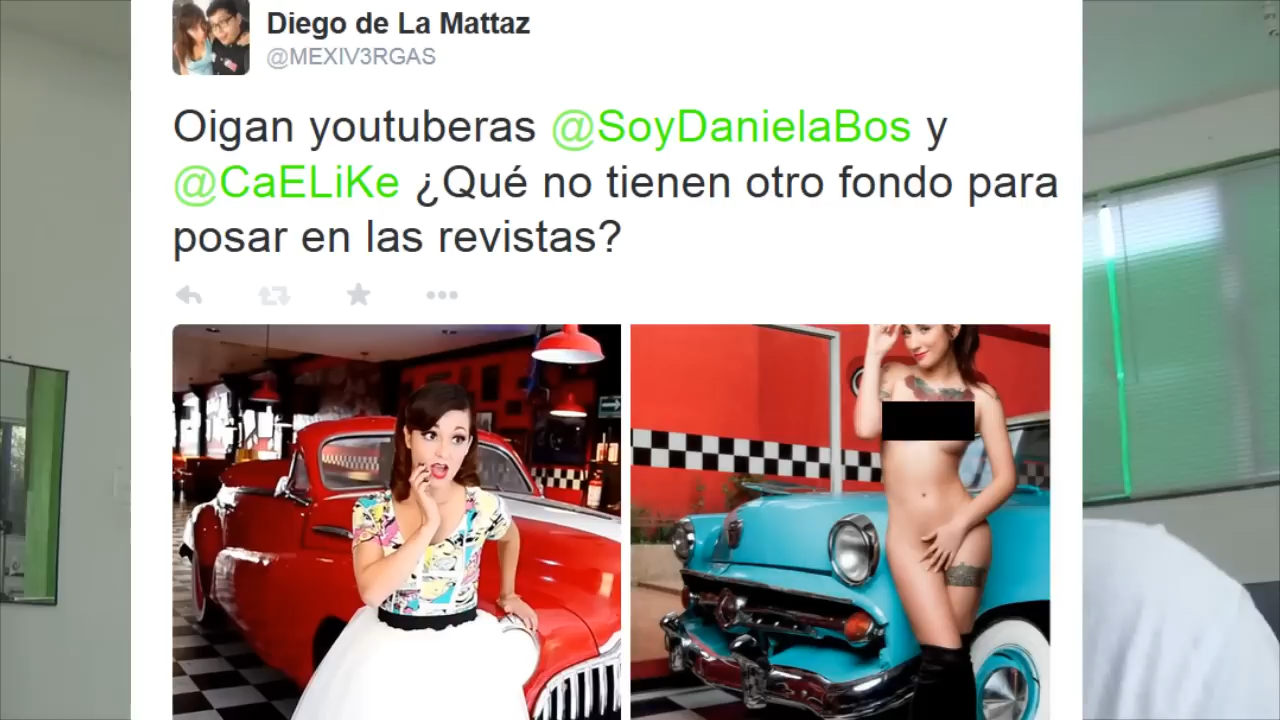 Diego de La Mattaz
@MEXIV3RGAS
Oigan youtuberas @SoyDanielaBos y
@CaELiKe ¿Qué no tienen otro fondo para
posar en las revistas?